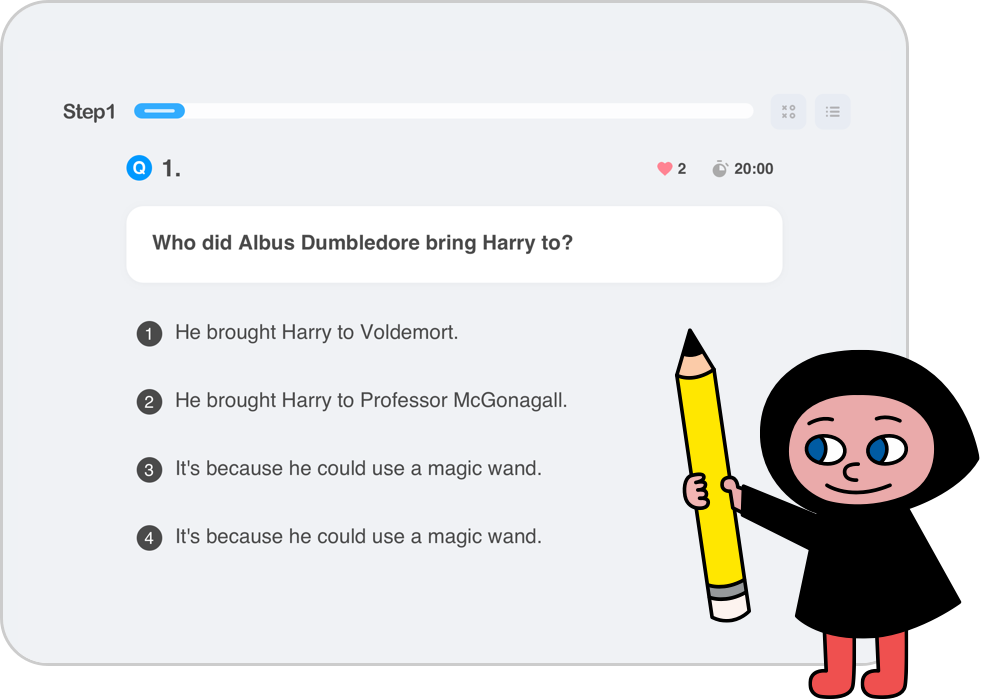 Step1
Q 1.
2 20:00
Who did Albus Dumbledore bring Harry to?
1 He brought Harry to Voldemort.
2 He brought Harry to Professor McGonagall.
3 It's because he could use a magic wand.
4 It's because he could use a magic wand.